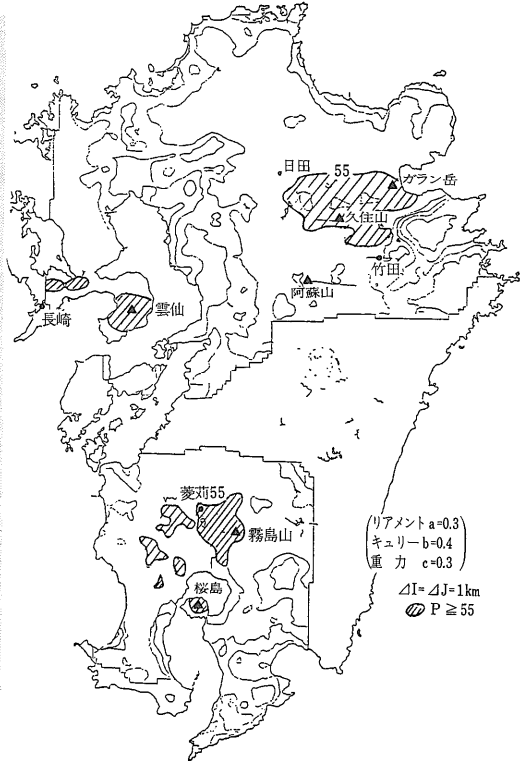 日田
55
ガラン岳
久住山
竹田
阿蘇山
長崎
雲仙
菱苅55
霧島山
桜島
リアメント a=0.3
キュリー b=0.4
重力 c=0.3
⊿I=⊿J=1km
P≧55